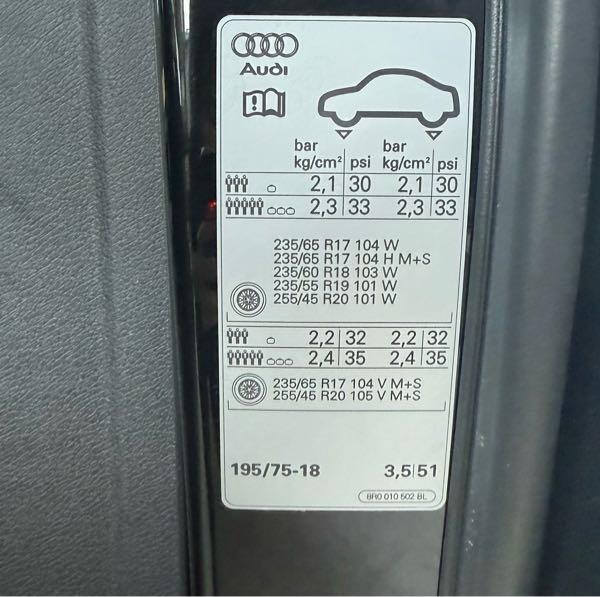 Audi
bar bar
kg/cm² psi kg/cm² psi
2,1 30 2,1 30
2,3 33 2,3 33
235/65 R17 104 W
235/65 R17 104 H M+S
235/60 R18 103 W
235/55 R19 101 W
255/45 R20 101 W
2,2 32 2,2 32
2,4 35 2,4 35
235/65 R17 104 V M+S
255/45 R20 105 V M+S
195/75-18 3,5 51
8R0 010 502 BL